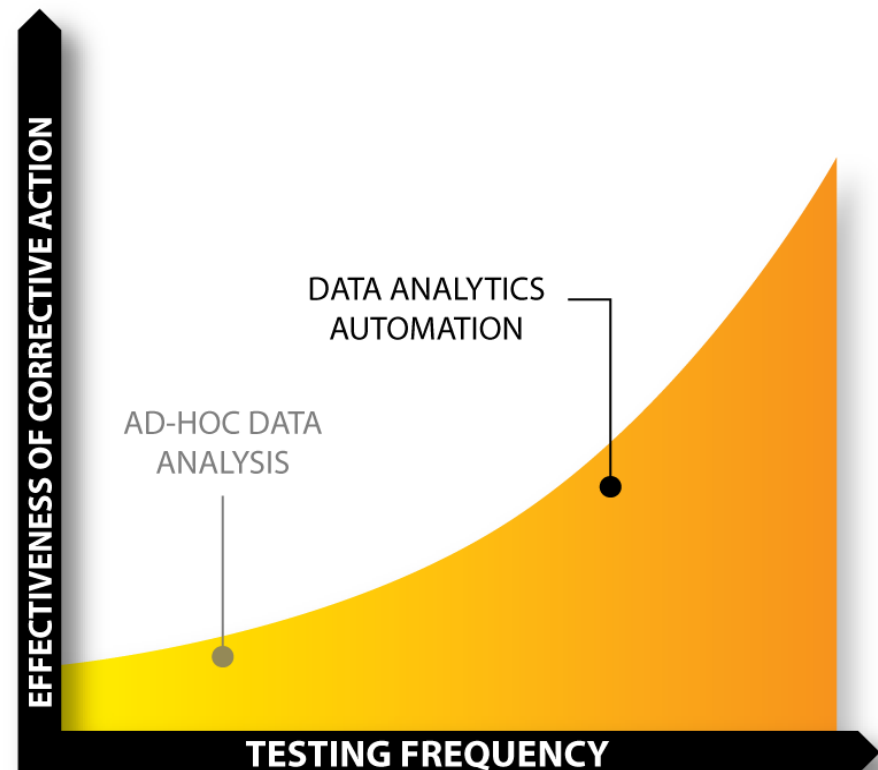 EFFECTIVENESS OF CORRECTIVE ACTION
DATA ANALYTICS
AUTOMATION
AD-HOC DATA
ANALYSIS
TESTING FREQUENCY